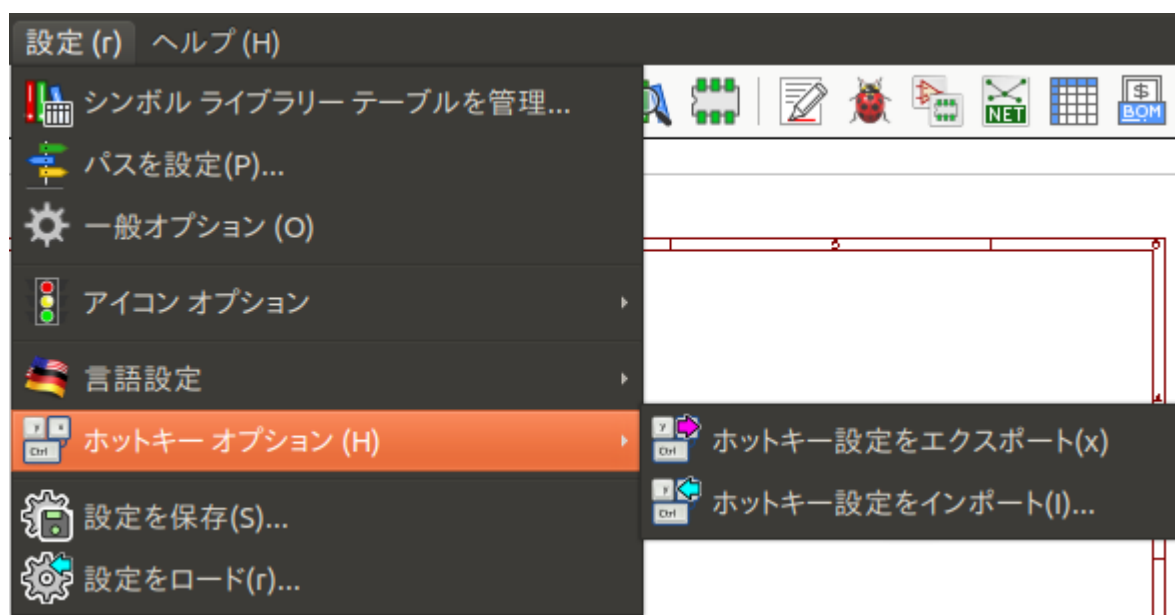 設定 (r) ヘルプ (H)
シンボル ライブラリー テーブルを管理...
パスを設定(P)...
一般オプション (O)
アイコン オプション
言語設定
ホットキー オプション (H)
ホットキー設定をエクスポート(x)
ホットキー設定をインポート(I)...
設定を保存(S)...
設定をロード(r)...
NET
$
BOM
y
x
Ctrl
y
Ctrl
y
Ctrl